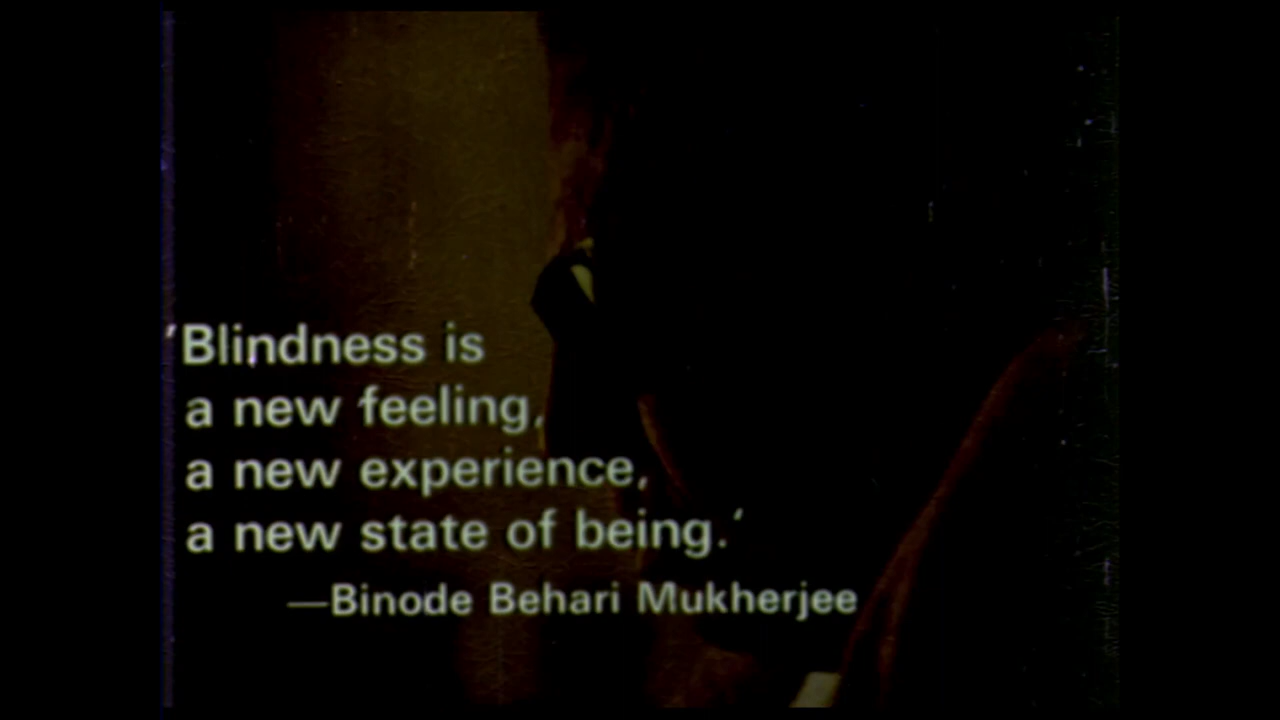 ‘Blindness is
a new feeling,
a new experience,
a new state of being.‘
—Binode Behari Mukherjee